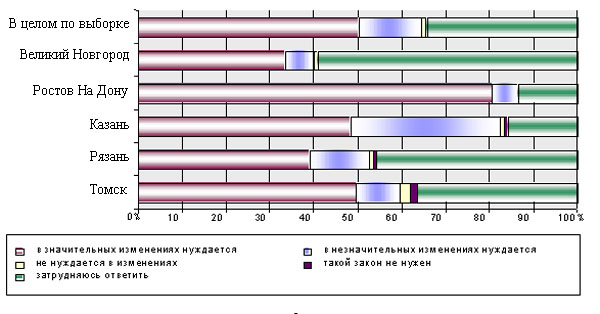 В целом по выборке
Великий Новгород
Ростов На Дону
Казань
Рязань
Томск
0% 10 20 30 40 50 60 70 80 90 100%
в значительных изменениях нуждается
в незначительных изменениях нуждается
не нуждается в изменениях
такой закон не нужен
затрудняюсь ответить